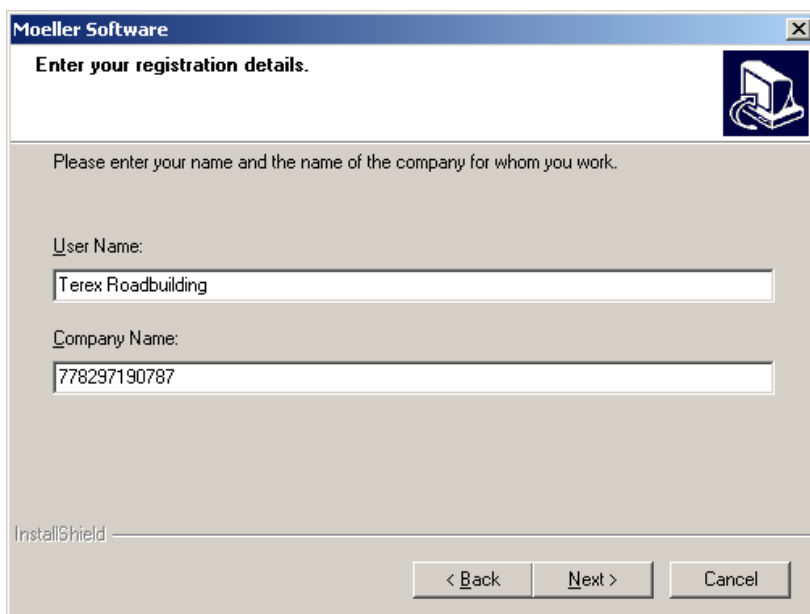 Moeller Software
Enter your registration details.
Please enter your name and the name of the company for whom you work.
User Name:
Terex Roadbuilding
Company Name:
778297190787
InstallShield
< Back Next > Cancel